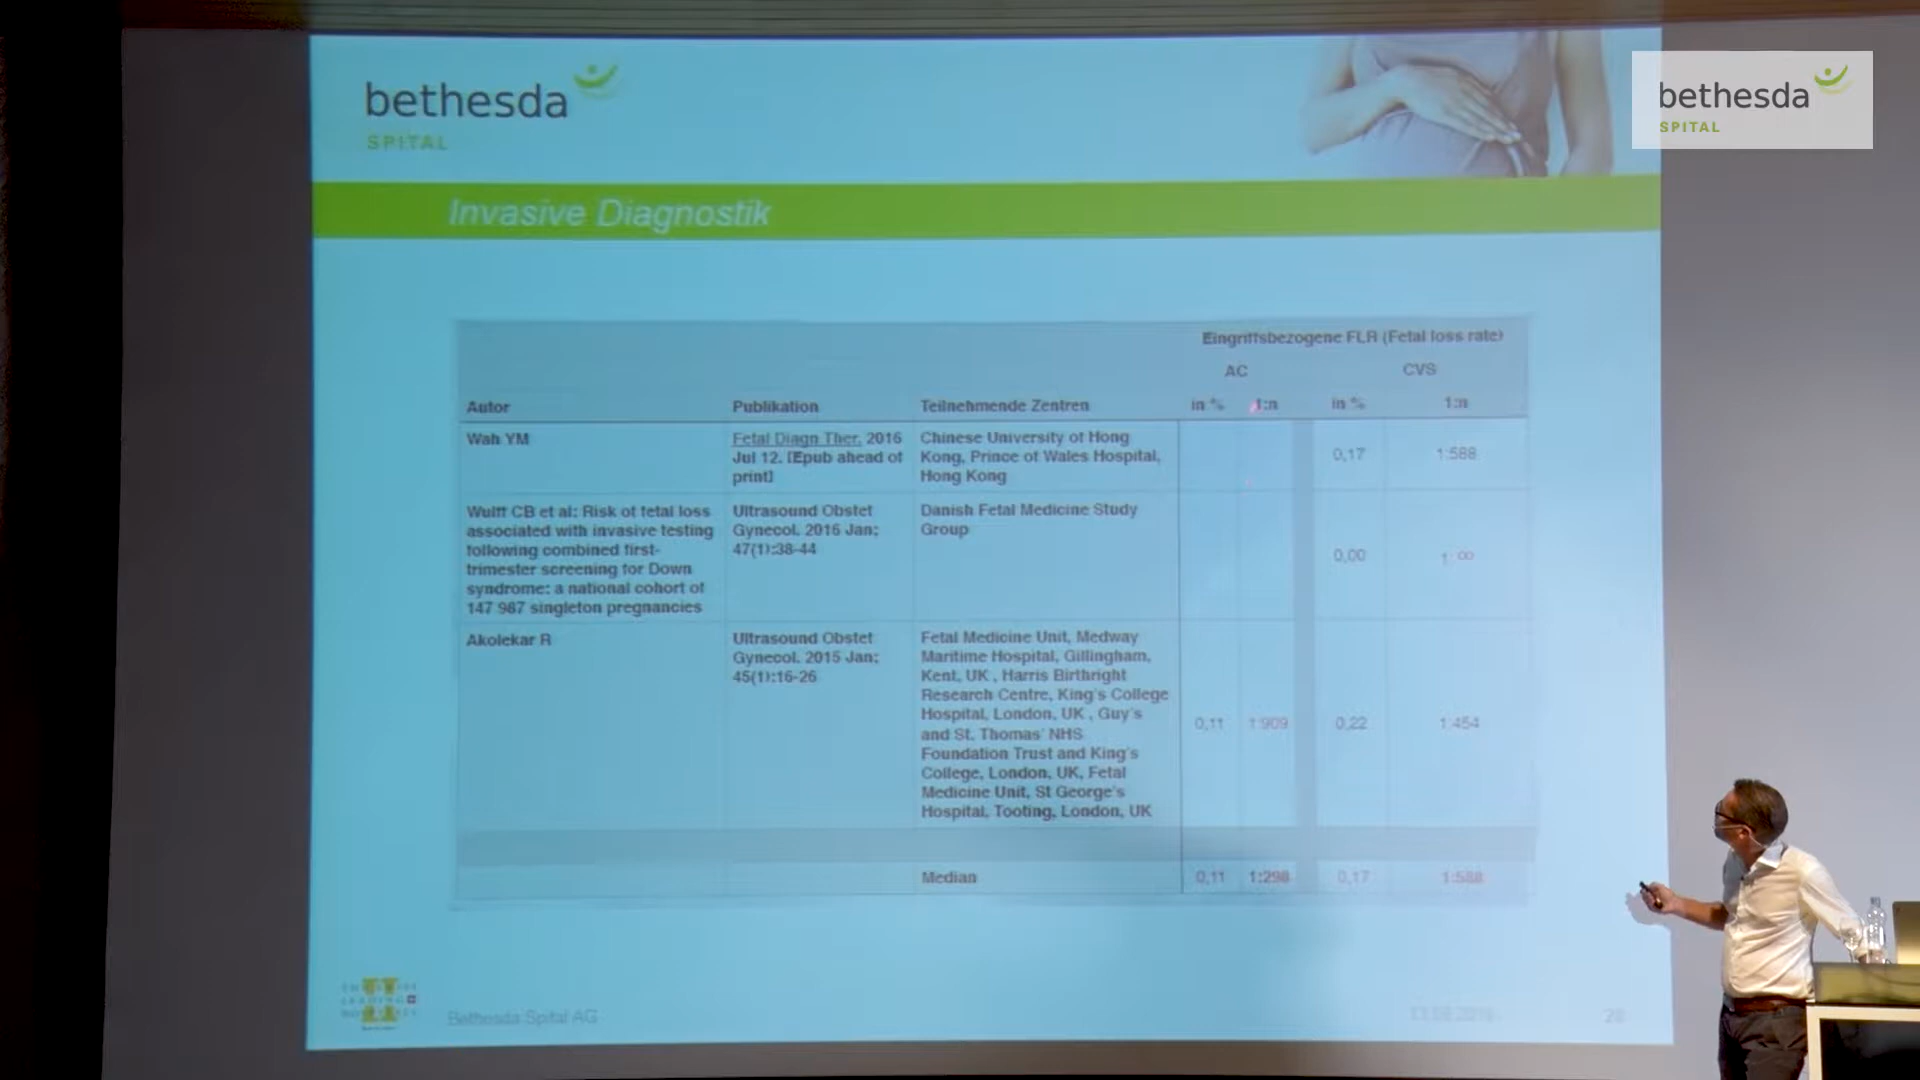 bethesda
SPITAL
bethesda
SPITAL
Invasive Diagnostik
Eingriffsbezogene FLR (Fetal loss rate)
AC CVS
Autor Publikation Teilnehmende Zentren in % 1:n in % 1:n
Wah YM
Fetal Diagn Ther. 2016
Jul 12. [Epub ahead of
print]
Chinese University of Hong
Kong, Prince of Wales Hospital,
Hong Kong
0,17 1:588
Wulff CB et al: Risk of fetal loss
associated with invasive testing
following combined first-
trimester screening for Down
syndrome: a national cohort of
147 987 singleton pregnancies
Ultrasound Obstet
Gynecol. 2016 Jan;
47(1):38-44
Danish Fetal Medicine Study
Group
0,00 1:∞
Akolekar R
Ultrasound Obstet
Gynecol. 2015 Jan;
45(1):16-26
Fetal Medicine Unit, Medway
Maritime Hospital, Gillingham,
Kent, UK , Harris Birthright
Research Centre, King's College
Hospital, London, UK , Guy's
and St. Thomas' NHS
Foundation Trust and King's
College, London, UK, Fetal
Medicine Unit, St George's
Hospital, Tooting, London, UK
0,11 1:909 0,22 1:454
Median 0,11 1:298 0,17 1:588
Bethesda Spital AG